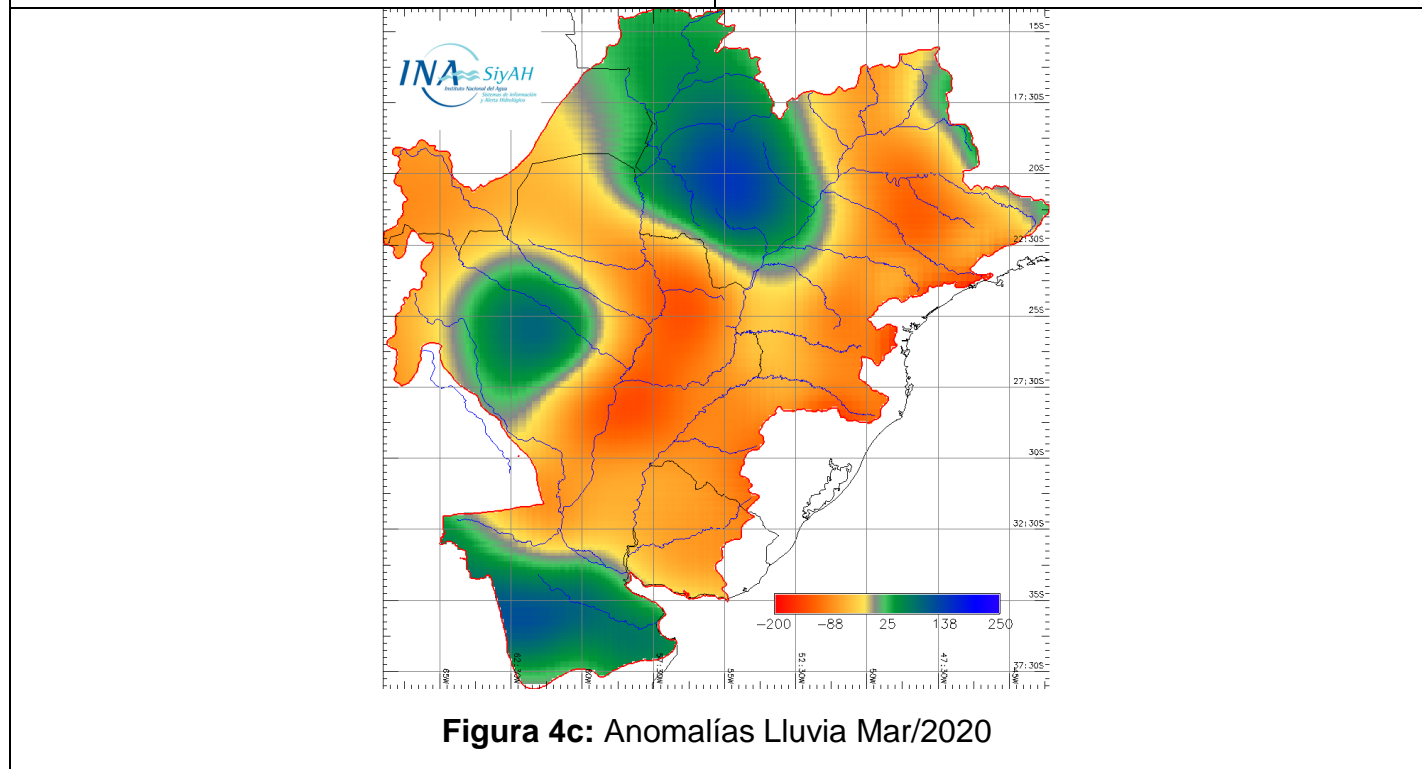 INA SiyAH
Instituto Nacional del Agua
Sistemas de Información
y Alerta Hidrológico
15S
17:30S
20S
22:30S
25S
27:30S
30S
32:30S
35S
37:30S
65W
62:30W
60W
57:30W
55W
52:30W
50W
47:30W
45W
−200 −88 25 138 250
Figura 4c: Anomalías Lluvia Mar/2020